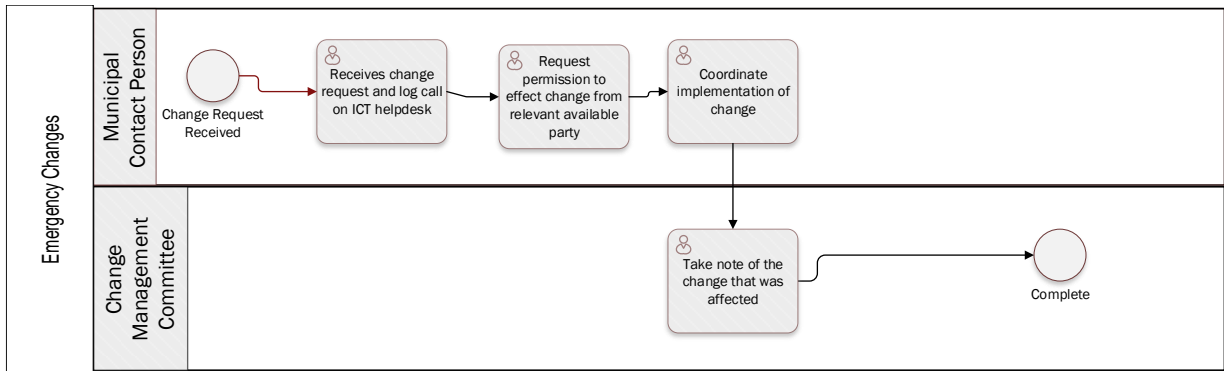 Emergency Changes
Municipal
Contact Person
Change Request
Received
Receives change
request and log call
on ICT helpdesk
Request
permission to
effect change from
relevant available
party
Coordinate
implementation of
change
Change
Management
Committee
Take note of the
change that was
affected
Complete